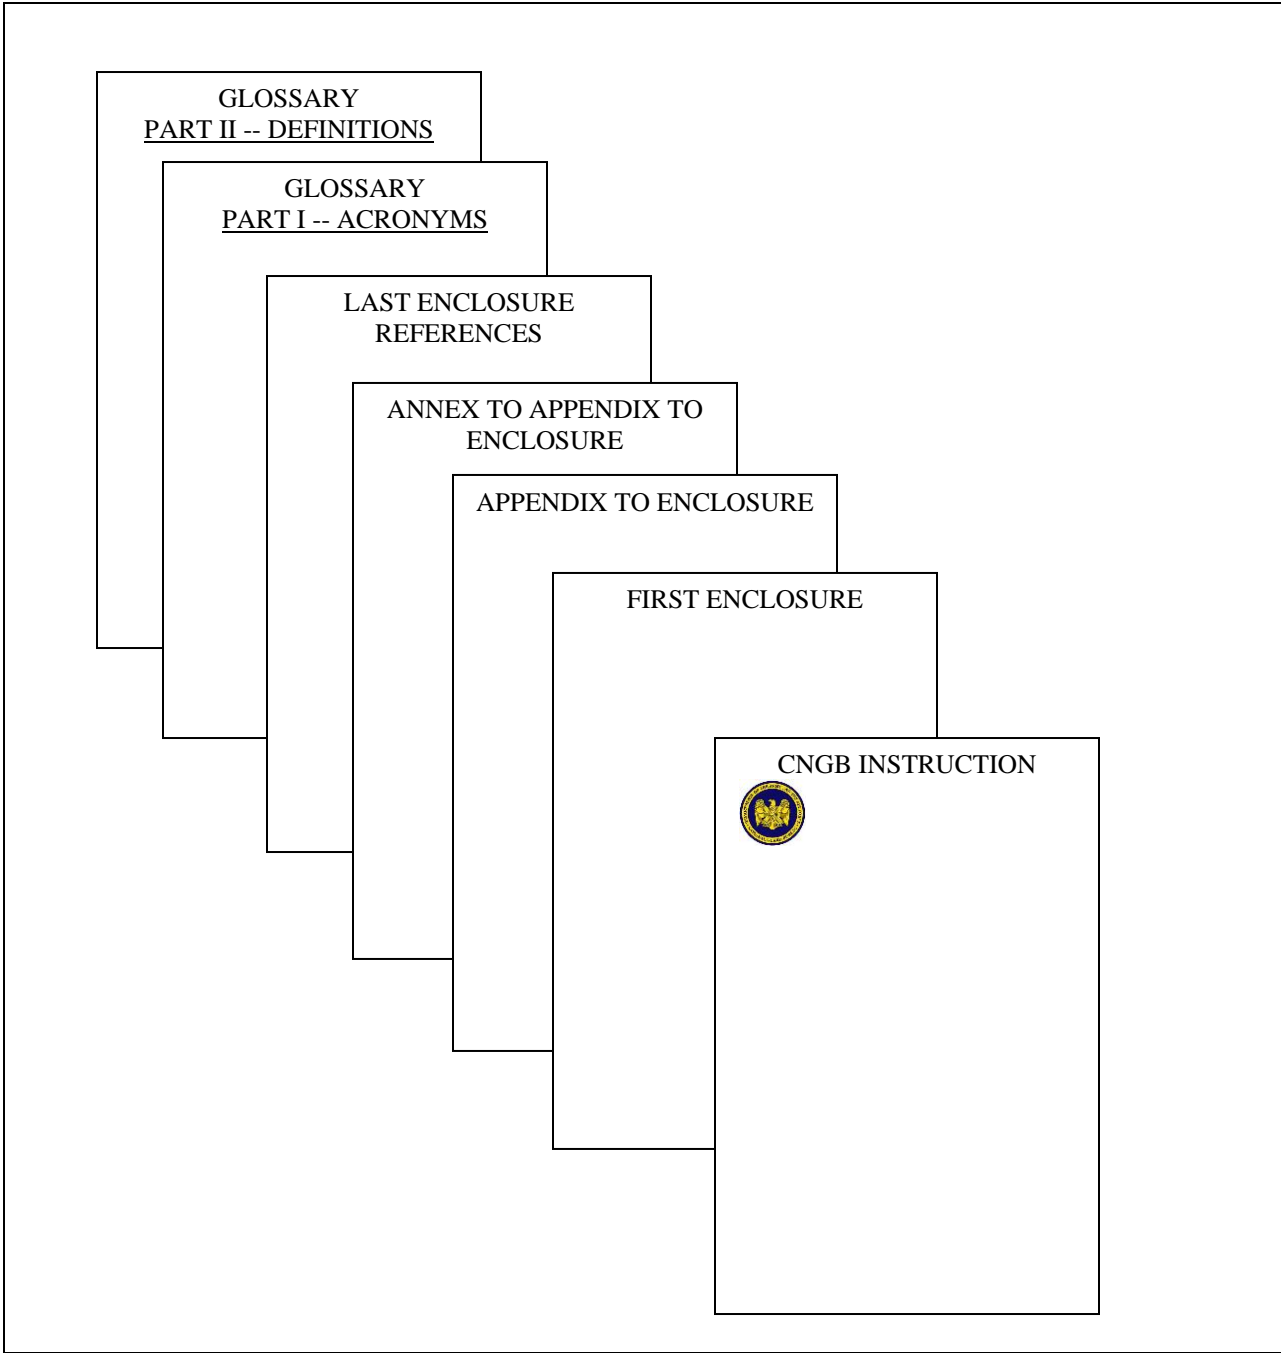 GLOSSARY
PART II -- DEFINITIONS
GLOSSARY
PART I -- ACRONYMS
LAST ENCLOSURE
REFERENCES
ANNEX TO APPENDIX TO
ENCLOSURE
APPENDIX TO ENCLOSURE
FIRST ENCLOSURE
CNGB INSTRUCTION